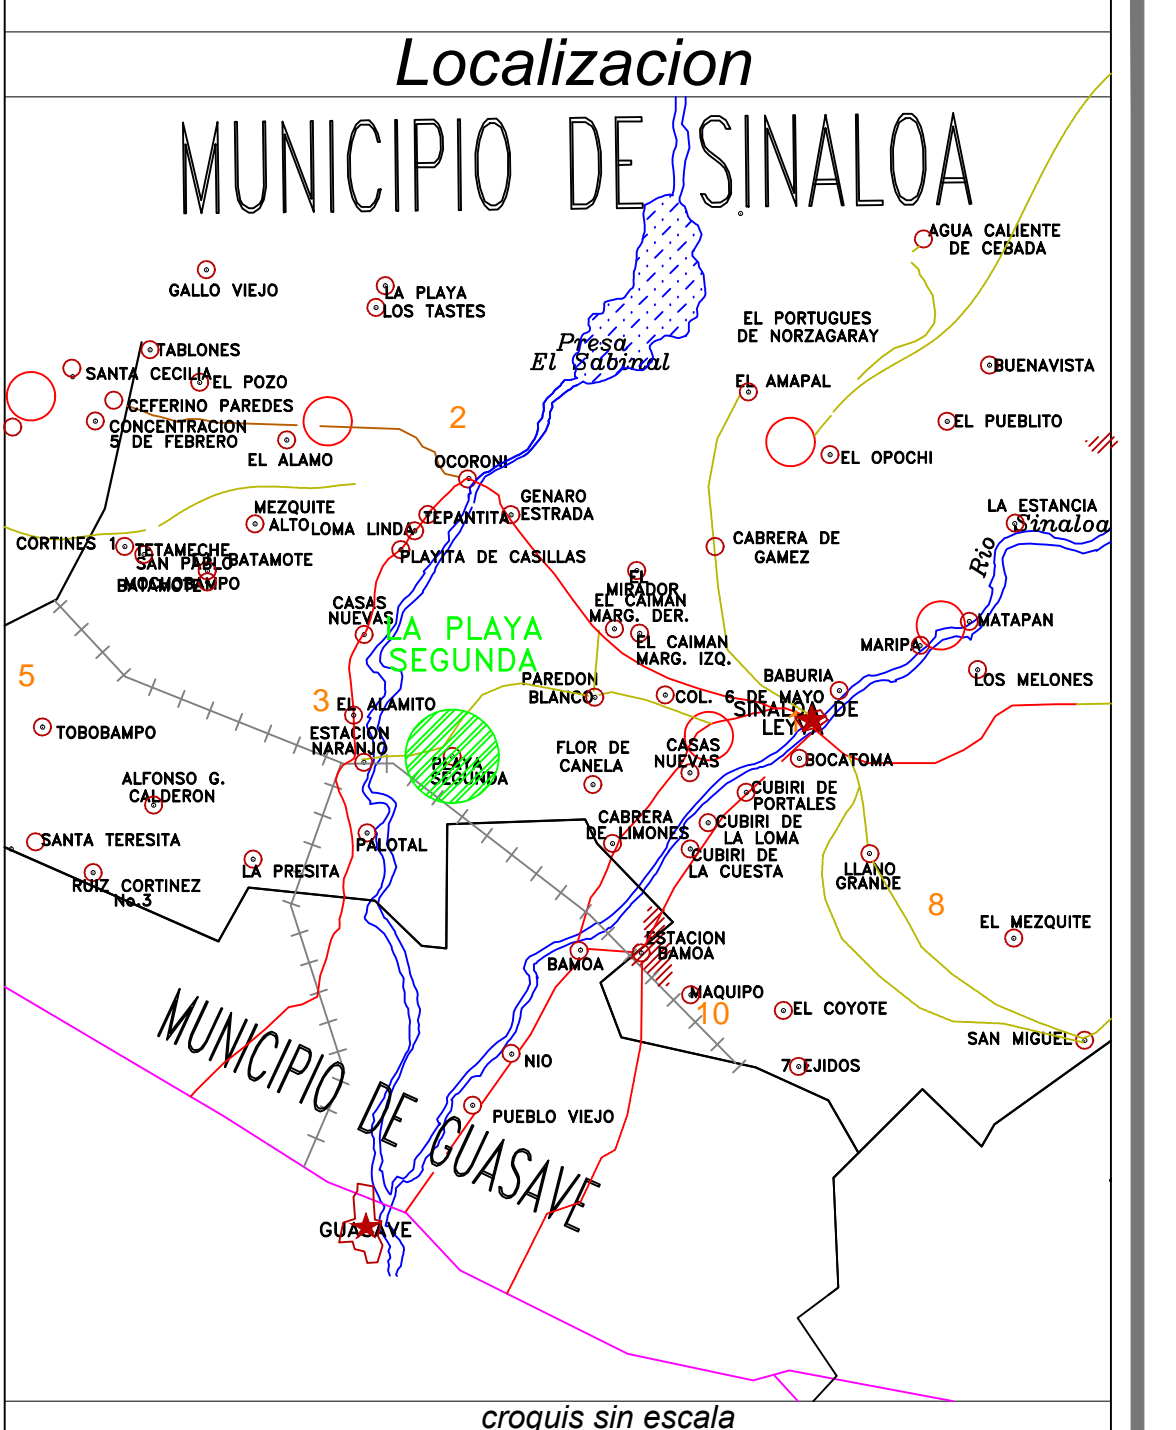 Localizacion
MUNICIPIO DE SINALOA
AGUA CALIENTE
DE CEBADA
GALLO VIEJO
LA PLAYA
LOS TASTES
EL PORTUGUES
DE NORZAGARAY
Presa
El Sabinal
TABLONES
SANTA CECILIA
EL POZO
BUENAVISTA
EL AMAPAL
CEFERINO PAREDES
2
CONCENTRACION
5 DE FEBRERO
EL PUEBLITO
EL ALAMO
OCORONI
EL OPOCHI
MEZQUITE
ALTO
LOMA LINDA
TEPANTITA
GENARO
ESTRADA
LA ESTANCIA
Rio
Sinaloa
CORTINES 1
TETAMECHE
SAN PABLO
EL BATAMOTE
BATAMOTE
MOCHOBAMPO
PLAYITA DE CASILLAS
CABRERA DE
GAMEZ
EL
MIRADOR
EL CAIMAN
MARG. DER.
CASAS
NUEVAS
LA PLAYA
SEGUNDA
EL CAIMAN
MARG. IZQ.
MATAPAN
MARIPA
LOS MELONES
5
3
PAREDON
BLANCO
COL. 6 DE MAYO
BABURIA
EL ALAMITO
SINALOA DE
LEYVA
TOBOBAMPO
ESTACION
NARANJO
FLOR DE
CANELA
CASAS
NUEVAS
BOCATOMA
PLAYA
SEGUNDA
ALFONSO G.
CALDERON
CUBIRI DE
PORTALES
CABRERA
DE LIMONES
CUBIRI DE
LA LOMA
SANTA TERESITA
PALOTAL
CUBIRI DE
LA CUESTA
LA PRESITA
LLANO
GRANDE
RUIZ CORTINEZ
No.3
8
EL MEZQUITE
ESTACION
BAMOA
BAMOA
MAQUIPO
10
EL COYOTE
SAN MIGUEL
NIO
7 EJIDOS
PUEBLO VIEJO
MUNICIPIO DE GUASAVE
GUASAVE
croquis sin escala